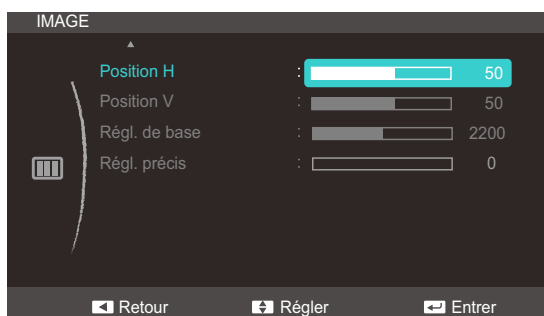 IMAGE
Position H : 50
Position V : 50
Régl. de base : 2200
Régl. précis : 0
Retour Régler Entrer